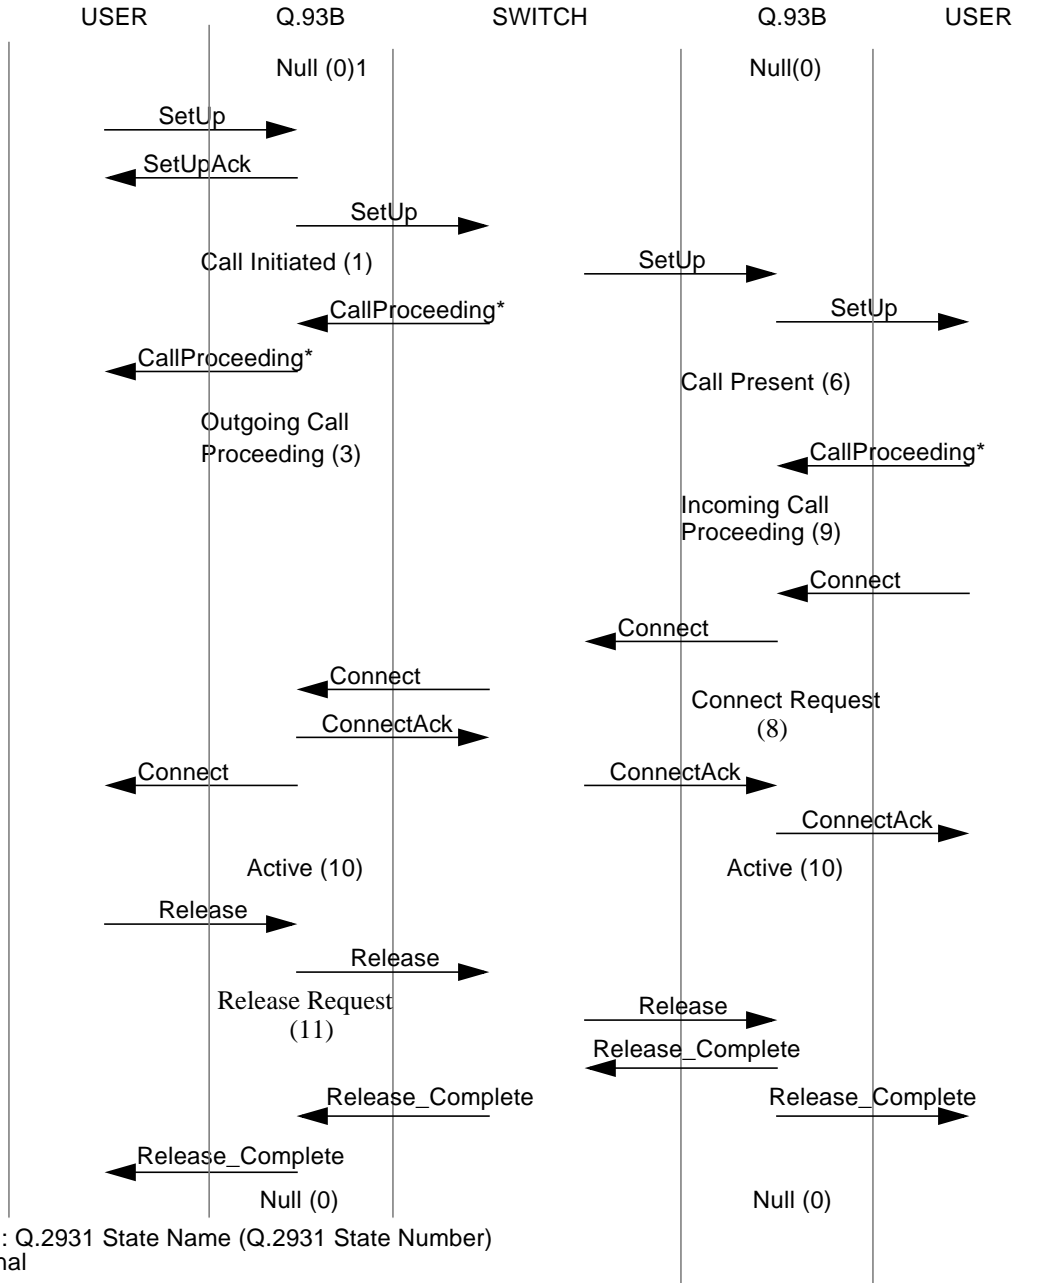 USER Q.93B SWITCH Q.93B USER
Null (0)1 Null(0)
SetUp
SetUpAck
SetUp
Call Initiated (1) SetUp
CallProceeding* SetUp
CallProceeding*
Call Present (6)
Outgoing Call
Proceeding (3) CallProceeding*
Incoming Call
Proceeding (9)
Connect
Connect
Connect
Connect Request
ConnectAck (8)
Connect ConnectAck
ConnectAck
Active (10) Active (10)
Release
Release
Release Request Release
(11)
Release_Complete
Release_Complete Release_Complete
Release_Complete
Null (0) Null (0)
: Q.2931 State Name (Q.2931 State Number)
nal